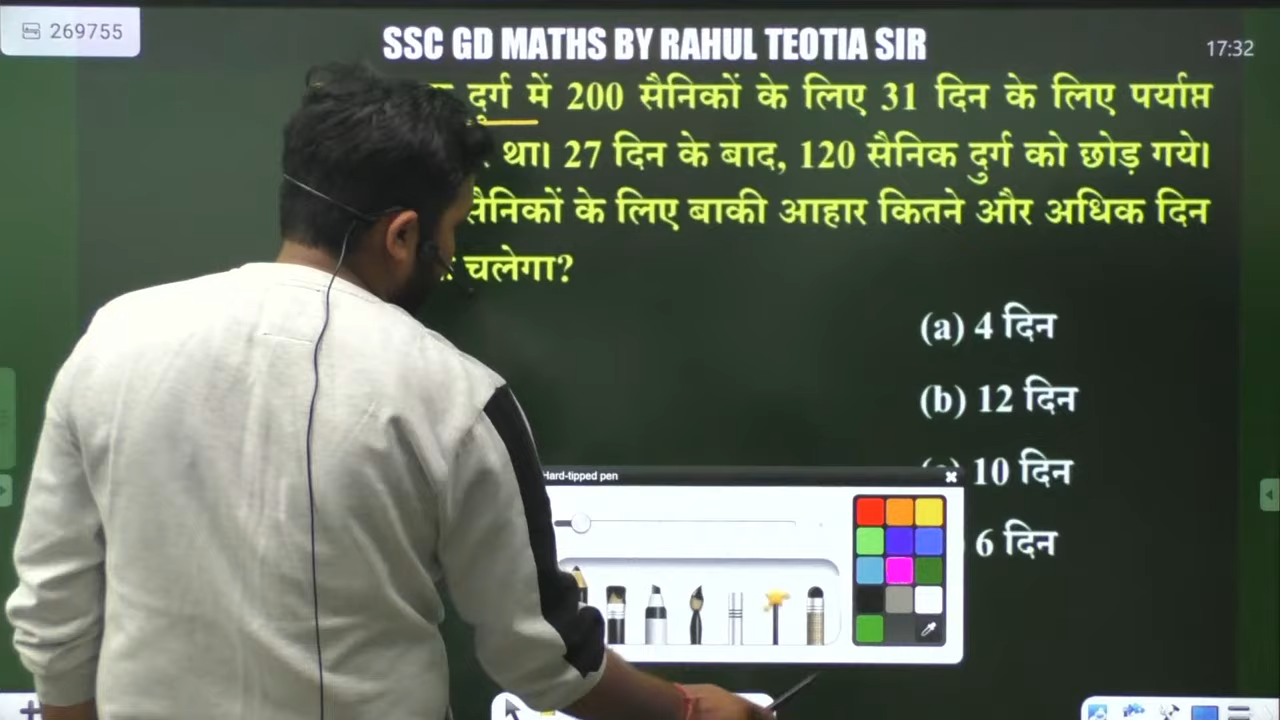 269755
SSC GD MATHS BY RAHUL TEOTIA SIR
17:32
दुर्ग में 200 सैनिकों के लिए 31 दिन के लिए पर्याप्त
था। 27 दिन के बाद, 120 सैनिक दुर्ग को छोड़ गये।
सैनिकों के लिए बाकी आहार कितने और अधिक दिन
चलेगा?
(a) 4 दिन
(b) 12 दिन
10 दिन
6 दिन
Hard-tipped pen